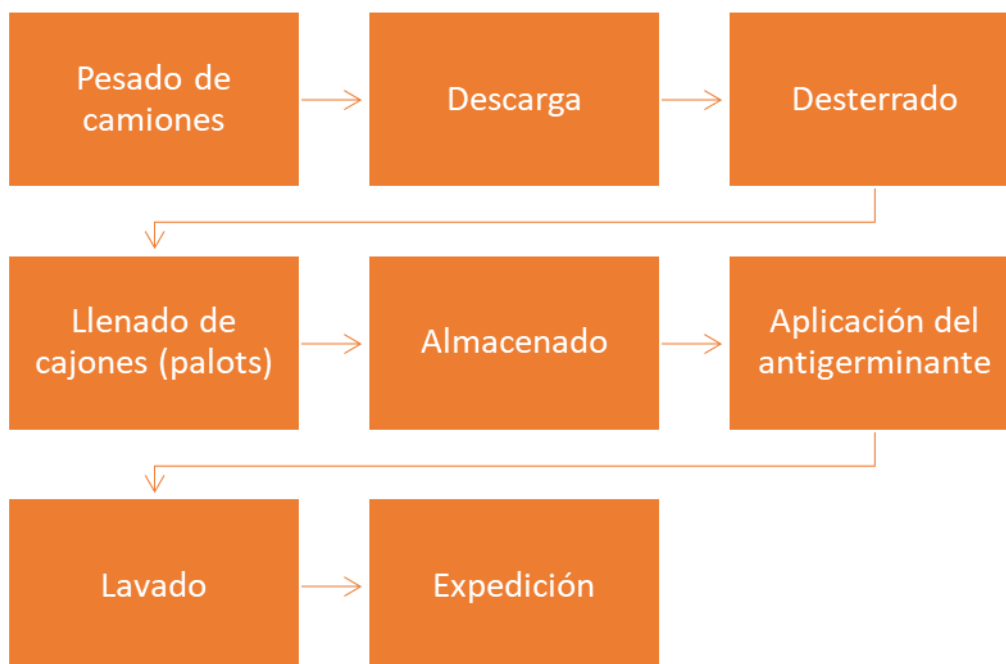 Pesado de
camiones
Descarga
Desterrado
Llenado de
cajones (palots)
Almacenado
Aplicación del
antigerminante
Lavado
Expedición